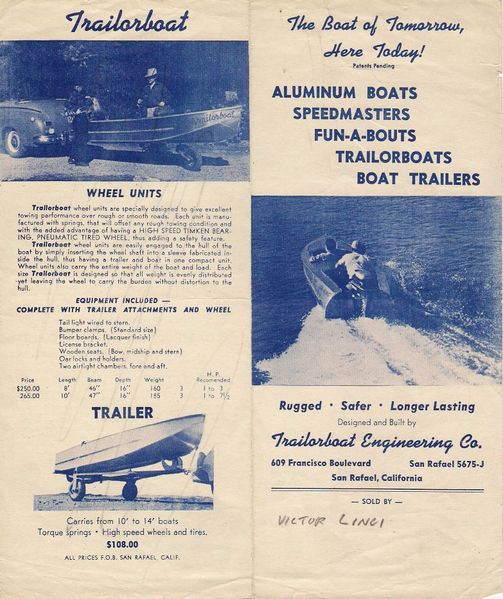 Trailorboat
Trailorboat
WHEEL UNITS
Trailorboat wheel units are specially designed to give excellent
towing performance over rough or smooth roads. Each unit is manu-
factured with springs, that will offset any rough towing condition and
with the added advantage of having a HIGH SPEED TIMKEN BEAR-
ING, PNEUMATIC TIRED WHEEL, thus adding a safety feature.
Trailorboat wheel units are easily engaged to the hull of the
boat by simply inserting the wheel shaft into a sleeve fabricated in-
side the hull, thus having a trailer and boat in one compact unit.
Wheel units also carry the entire weight of the boat and load. Each
size Trailorboat is designed so that all weight is evenly distributed
yet leaving the wheel to carry the burden without distortion to the
hull.
EQUIPMENT INCLUDED —
COMPLETE WITH TRAILER ATTACHMENTS AND WHEEL
Tail light wired to stern.
Bumper clamps. (Standard size)
Floor boards. (Lacquer finish)
License bracket.
Wooden seats. (Bow, midship and stern)
Oar locks and holders.
Two airtight chambers, fore and aft.
H. P.
Price Length Beam Depth Weight Recomended
$250.00 8' 46" 16" 160 3 1 to 3
265.00 10' 47" 16" 185 3 1 to 7½
TRAILER
Carries from 10' to 14' boats
Torque springs • High speed wheels and tires.
$108.00
ALL PRICES F.O.B. SAN RAFAEL, CALIF.
The Boat of Tomorrow,
Here Today!
Patents Pending
ALUMINUM BOATS
SPEEDMASTERS
FUN-A-BOUTS
TRAILORBOATS
BOAT TRAILERS
Rugged • Safer • Longer Lasting
Designed and Built by
Trailorboat Engineering Co.
609 Francisco Boulevard San Rafael 5675-J
San Rafael, California
— SOLD BY —
VICTOR LINGI